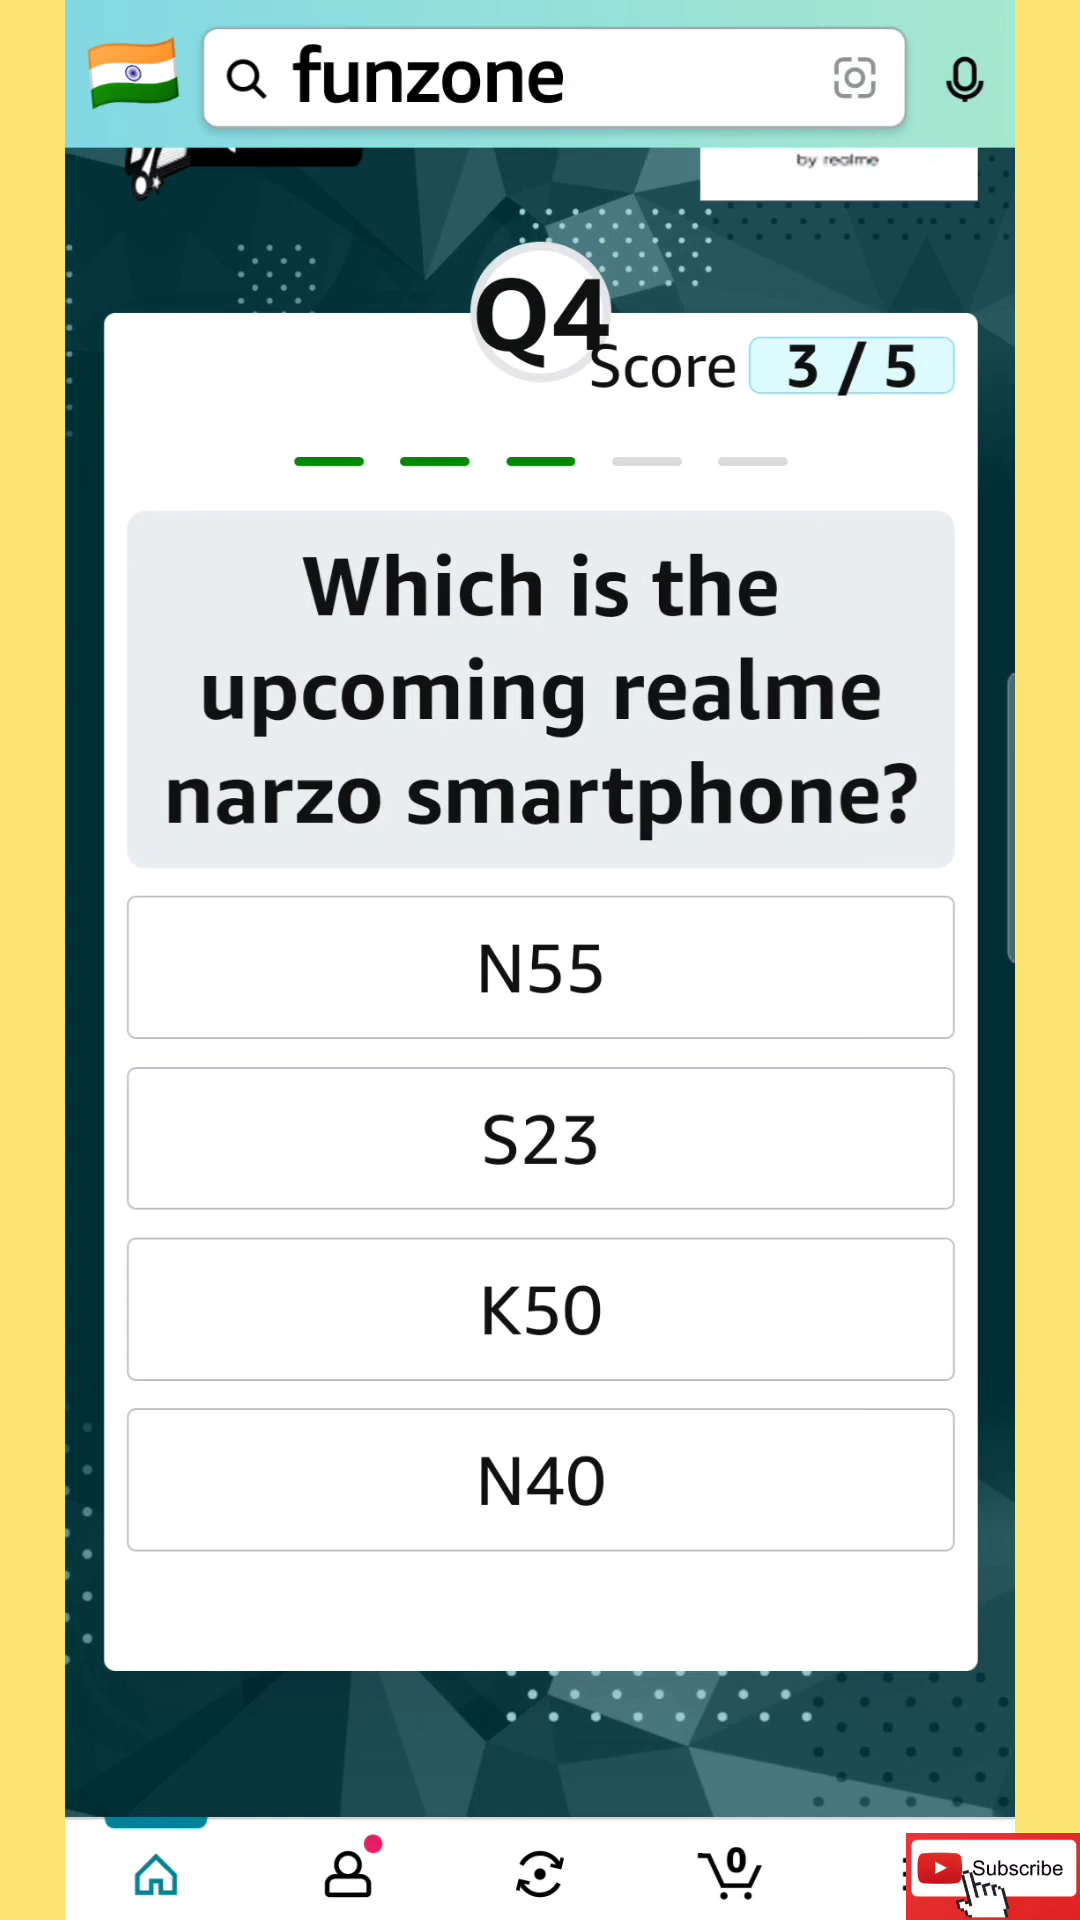 funzone
by realme
Q4
Score 3 / 5
Which is the
upcoming realme
narzo smartphone?
N55
S23
K50
N40
0
Subscribe